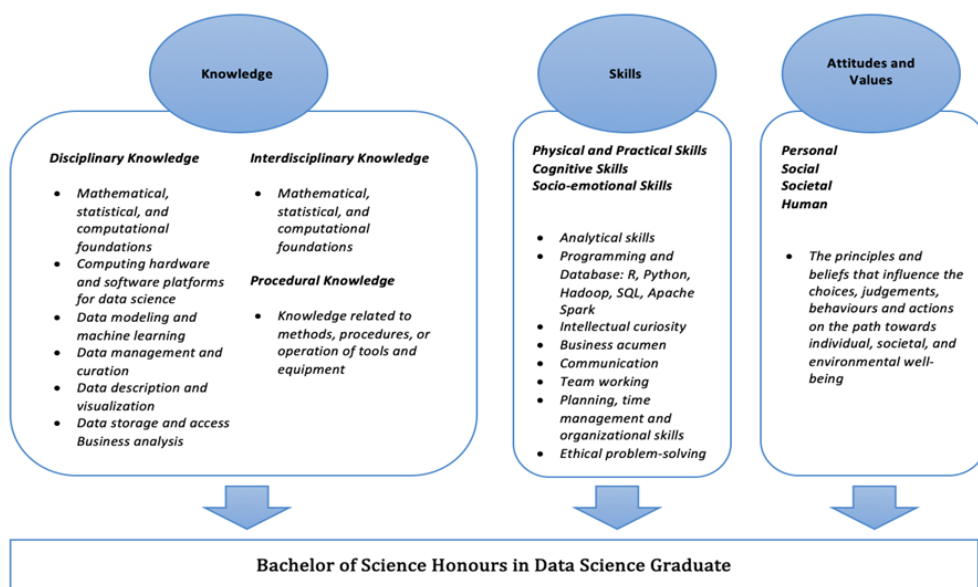 Knowledge
Disciplinary Knowledge
• Mathematical,
statistical, and
computational
foundations
• Computing hardware
and software platforms
for data science
• Data modeling and
machine learning
• Data management and
curation
• Data description and
visualization
• Data storage and access
Business analysis
Interdisciplinary Knowledge
• Mathematical,
statistical, and
computational
foundations
Procedural Knowledge
• Knowledge related to
methods, procedures, or
operation of tools and
equipment
Skills
Physical and Practical Skills
Cognitive Skills
Socio-emotional Skills
• Analytical skills
• Programming and
Database: R, Python,
Hadoop, SQL, Apache
Spark
• Intellectual curiosity
• Business acumen
• Communication
• Team working
• Planning, time
management and
organizational skills
• Ethical problem-solving
Attitudes and
Values
Personal
Social
Societal
Human
• The principles and
beliefs that influence the
choices, judgements,
behaviours and actions
on the path towards
individual, societal, and
environmental well-
being
Bachelor of Science Honours in Data Science Graduate